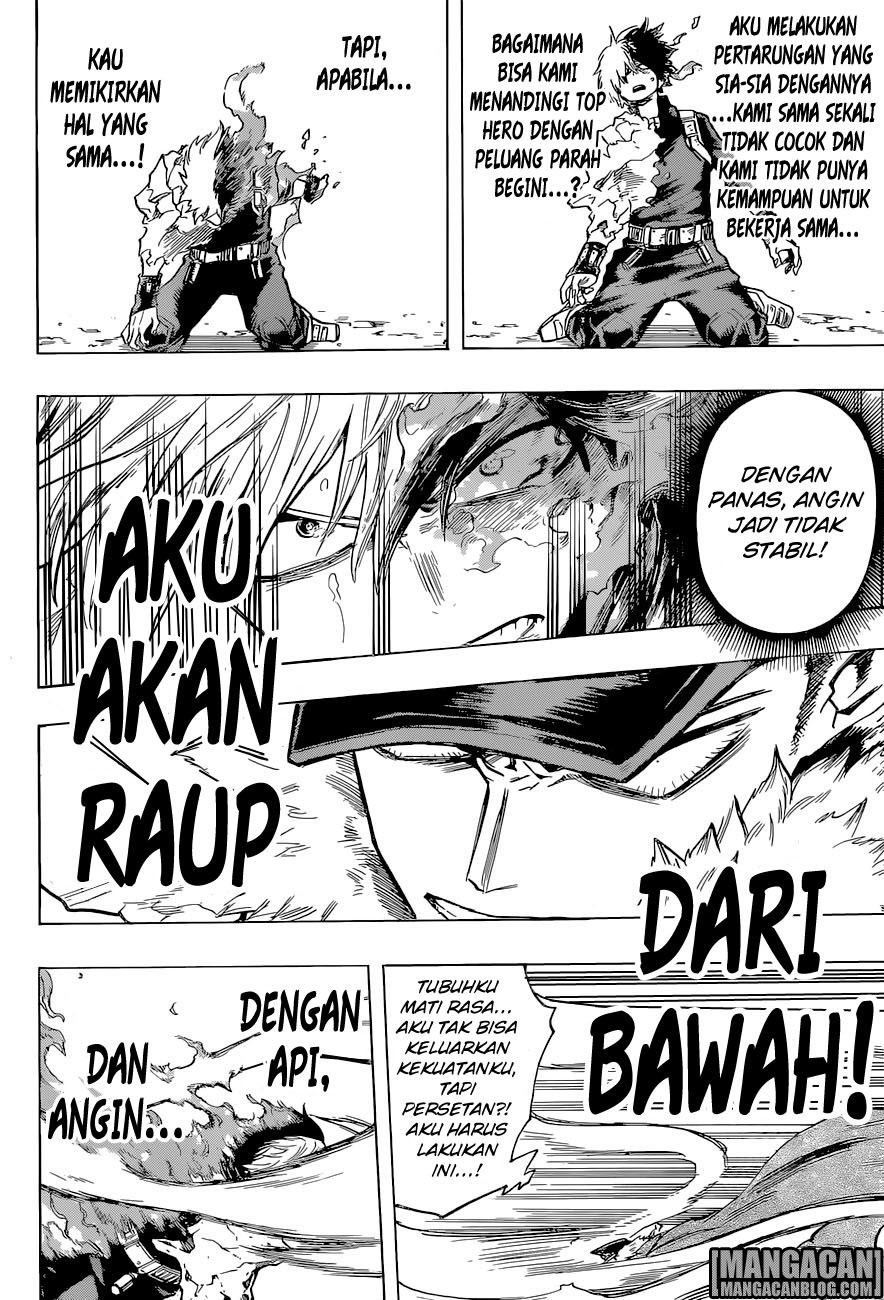 AKU MELAKUKAN
PERTARUNGAN YANG
SIA-SIA DENGANNYA
...KAMI SAMA SEKALI
TIDAK COCOK DAN
KAMI TIDAK PUNYA
KEMAMPUAN UNTUK
BEKERJA SAMA...
BAGAIMANA
BISA KAMI
MENANDINGI TOP
HERO DENGAN
PELUANG PARAH
BEGINI...?
TAPI,
APABILA...
KAU
MEMIKIRKAN
HAL YANG
SAMA...!
DENGAN
PANAS, ANGIN
JADI TIDAK
STABIL!
AKU
AKAN
RAUP
DARI
BAWAH!
TUBUHKU
MATI RASA...
AKU TAK BISA
KELUARKAN
KEKUATANKU,
TAPI
PERSETAN?!
AKU HARUS
LAKUKAN
INI...!
DENGAN
API,
DAN
ANGIN...
MANGACAN
MANGACANBLOG.COM